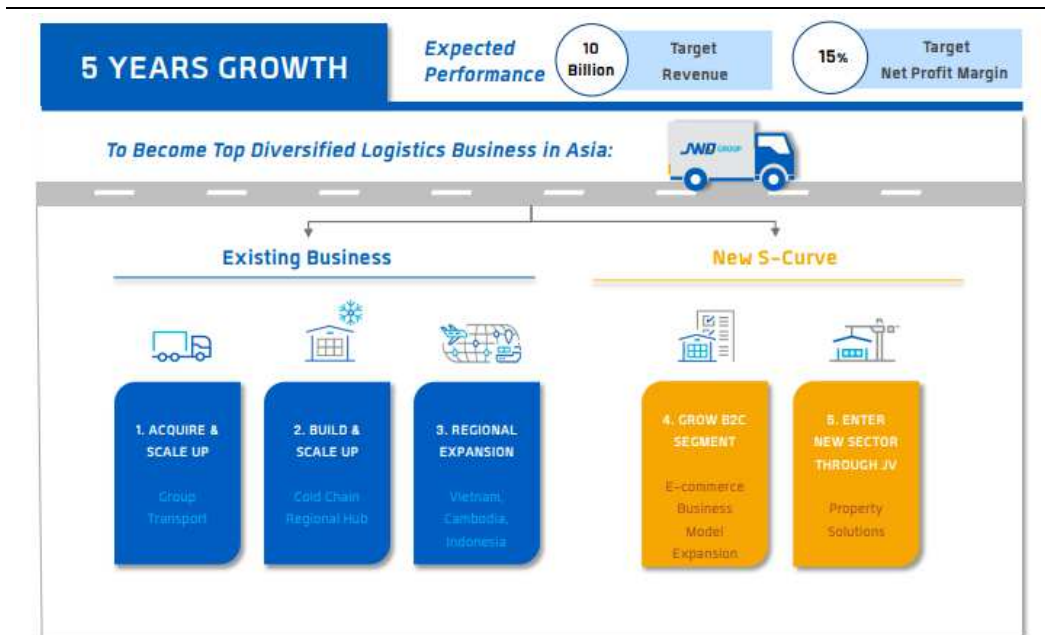 5 YEARS GROWTH
Expected
Performance
10
Billion
Target
Revenue
15%
Target
Net Profit Margin
To Become Top Diversified Logistics Business in Asia:
JWD GROUP
Existing Business
New S-Curve
1. ACQUIRE &
SCALE UP
Group
Transport
2. BUILD &
SCALE UP
Cold Chain
Regional Hub
3. REGIONAL
EXPANSION
Vietnam,
Cambodia,
Indonesia
4. GROW B2C
SEGMENT
E-commerce
Business
Model
Expansion
5. ENTER
NEW SECTOR
THROUGH JV
Property
Solutions